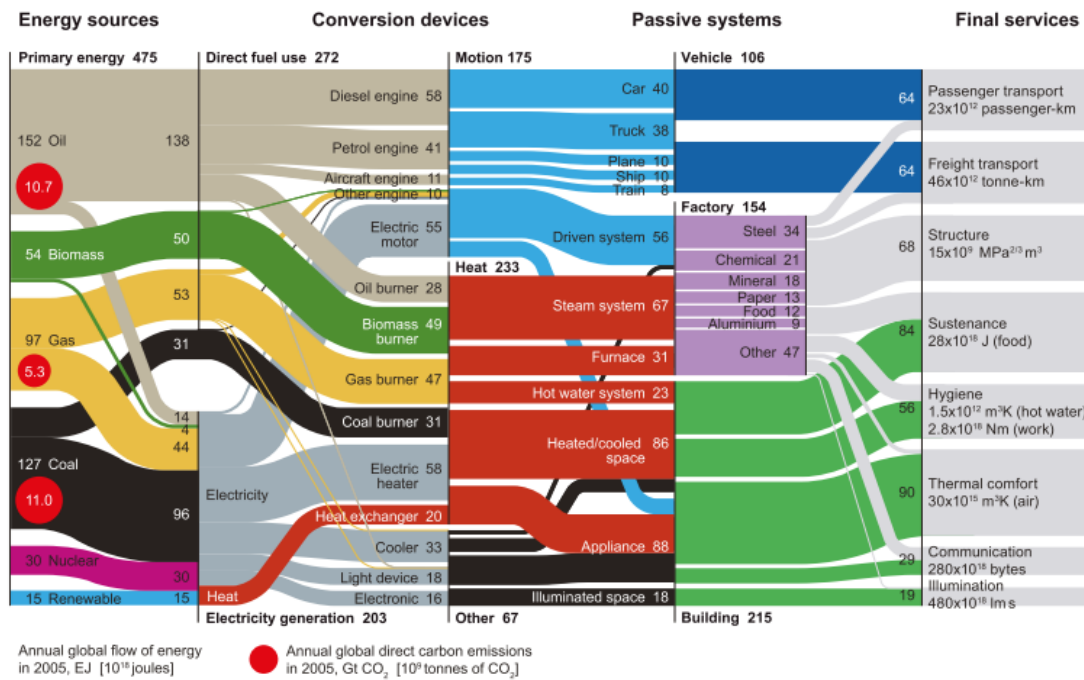 Energy sources
Conversion devices
Passive systems
Final services
Primary energy 475
152 Oil
138
10.7
54 Biomass
50
53
97 Gas
5.3
31
14
4
44
127 Coal
11.0
96
30 Nuclear
30
15 Renewable
15
Direct fuel use 272
Diesel engine 58
Petrol engine 41
Aircraft engine 11
Other engine 10
Electric
motor 55
Oil burner 28
Biomass
burner 49
Gas burner 47
Coal burner 31
Electricity
Electric
heater 58
Heat exchanger 20
Cooler 33
Light device 18
Heat
Electronic 16
Electricity generation 203
Motion 175
Car 40
Truck 38
Plane 10
Ship 10
Train 8
Driven system 56
Heat 233
Steam system 67
Furnace 31
Hot water system 23
Heated/cooled
space 86
Appliance 88
Illuminated space 18
Other 67
Vehicle 106
64
64
Factory 154
Steel 34
Chemical 21
Mineral 18
Paper 13
Food 12
Aluminium 9
Other 47
68
84
56
90
29
19
Building 215
Passenger transport
23x10¹² passenger-km
Freight transport
46x10¹² tonne-km
Structure
15x10⁹ MPa²ᐟ³ m³
Sustenance
28x10¹⁸ J (food)
Hygiene
1.5x10¹² m³K (hot water)
2.8x10¹⁸ Nm (work)
Thermal comfort
30x10¹⁵ m³K (air)
Communication
280x10¹⁸ bytes
Illumination
480x10¹⁸ lm s
Annual global flow of energy
in 2005, EJ [10¹⁸ joules]
Annual global direct carbon emissions
in 2005, Gt CO₂ [10⁹ tonnes of CO₂]